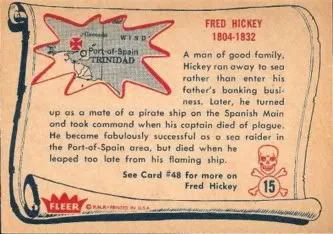 WIND
Port-of-Spain
TRINIDAD
FRED HICKEY
1804-1832
A man of good family,
Hickey ran away to sea
rather than enter his
father's banking busi-
ness. Later, he turned
up as a mate of a pirate ship on the Spanish Main
and took command when his captain died of plague.
He became fabulously successful as a sea raider
in the Port-of-Spain area, but died when he
leaped too late from his flaming ship.
See Card #48 for more on
Fred Hickey
15
FLEER
© F.H.R.-PRINTED IN U.S.A.